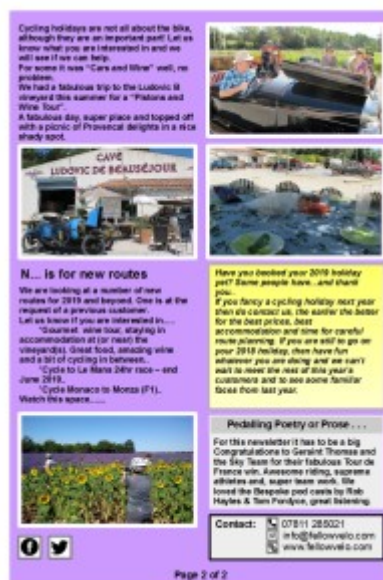 Cycling holidays are not all about the bike,
although they are an important part! Let us
know what you are interested in and we
will see if we can help.
For some it was "Cars and Wine" well, no
problem.
We had a fabulous trip to the Ludovic B
vineyard this summer for a "Pistons and
Wine Tour".
A fabulous day, super place and topped off
with a picnic of Provencal delights in a nice
shady spot.
CAVE
LUDOVIC DE BEAUSÉJOUR
N... is for new routes
We are looking at a number of new
routes for 2019 and beyond. One is at the
request of a previous customer.
Let us know if you are interested in....
*Gourmet wine tour, staying in
accommodation at (or near) the
vineyard(s). Great food, amazing wine
and a bit of cycling in between..
*Cycle to Le Mans 24hr race – end
June 2019..
*Cycle Monaco to Monza (F1)..
Watch this space......
Have you booked your 2019 holiday
yet? Some people have...and thank
you..
If you fancy a cycling holiday next year
then do contact us, the earlier the better
for the best prices, best
accommodation and time for careful
route planning. If you are still to go on
your 2018 holiday, then have fun
whatever you are doing and we can't
wait to meet the rest of this year's
customers and to see some familiar
faces from last year.
Pedalling Poetry or Prose . . .
For this newsletter it has to be a big
Congratulations to Geraint Thomas and
the Sky Team for their fabulous Tour de
France win. Awesome riding, supreme
athletes and, super team work. We
loved the Bespoke pod casts by Rob
Hayles & Tom Fordyce, great listening.
Contact:
07811 285021
info@fellowvelo.com
www.fellowvelo.com
Page 2 of 2